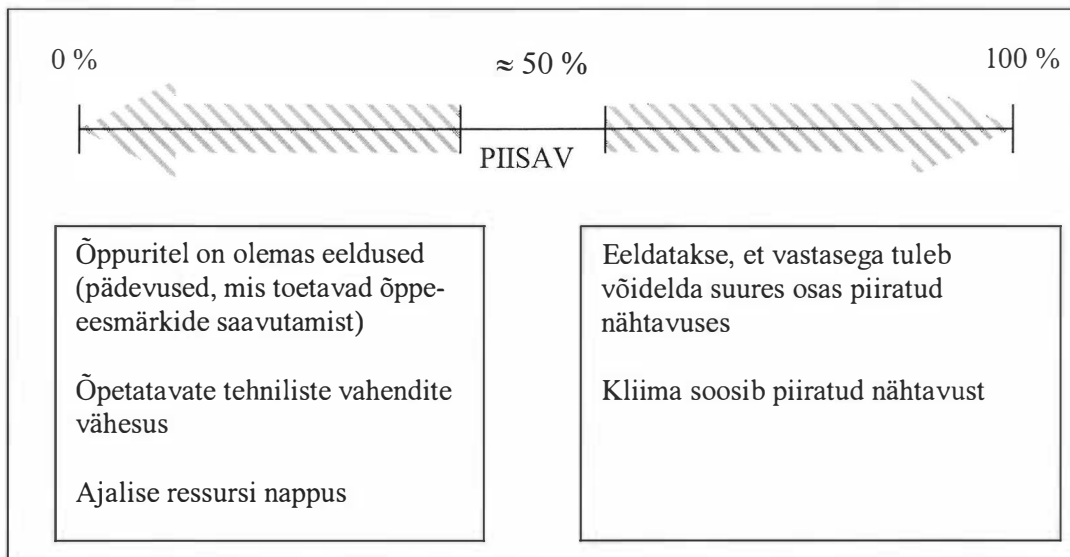 0 %
≈ 50 %
100 %
PIISAV
Õppuritel on olemas eeldused
(pädevused, mis toetavad õppe-
eesmärkide saavutamist)
Õpetatavate tehniliste vahendite
vähesus
Ajalise ressursi nappus
Eeldatakse, et vastasega tuleb
võidelda suures osas piiratud
nähtavuses
Kliima soosib piiratud nähtavust